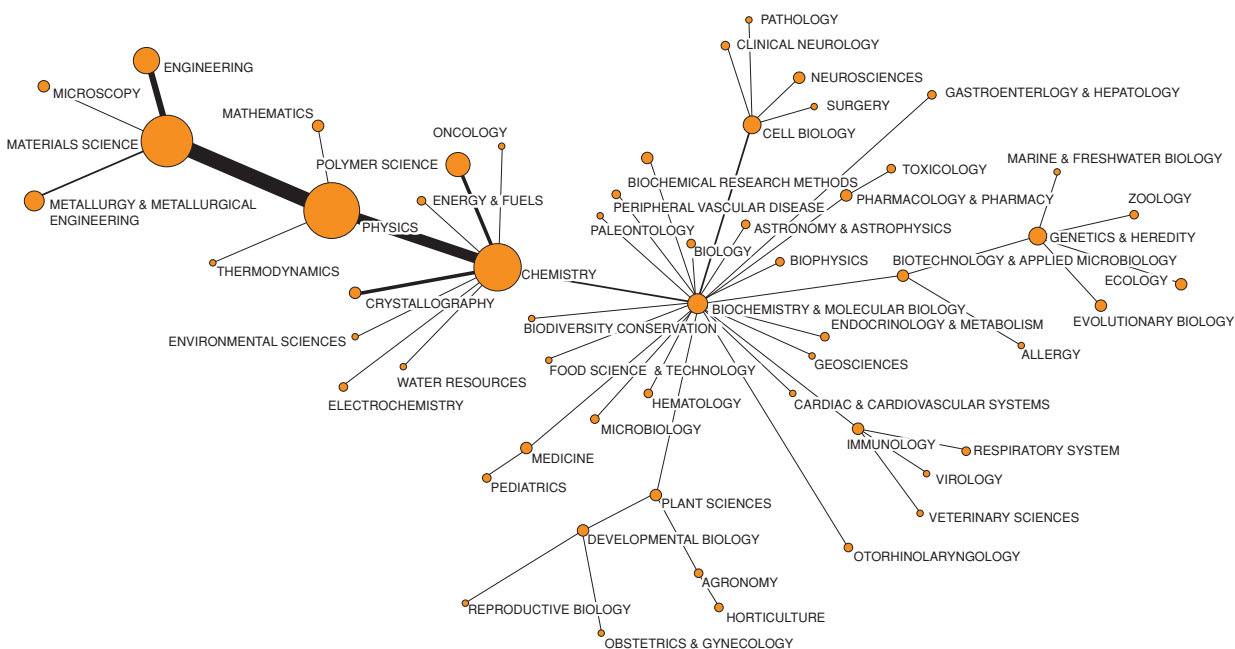 PATHOLOGY
CLINICAL NEUROLOGY
ENGINEERING
NEUROSCIENCES
MICROSCOPY
GASTROENTERLOGY & HEPATOLOGY
SURGERY
MATHEMATICS
ONCOLOGY
CELL BIOLOGY
MATERIALS SCIENCE
POLYMER SCIENCE
MARINE & FRESHWATER BIOLOGY
TOXICOLOGY
BIOCHEMICAL RESEARCH METHODS
ZOOLOGY
ENERGY & FUELS
PHARMACOLOGY & PHARMACY
METALLURGY & METALLURGICAL
ENGINEERING
PERIPHERAL VASCULAR DISEASE
PHYSICS
PALEONTOLOGY
ASTRONOMY & ASTROPHYSICS
GENETICS & HEREDITY
BIOLOGY
BIOPHYSICS
BIOTECHNOLOGY & APPLIED MICROBIOLOGY
THERMODYNAMICS
CHEMISTRY
ECOLOGY
CRYSTALLOGRAPHY
BIOCHEMISTRY & MOLECULAR BIOLOGY
EVOLUTIONARY BIOLOGY
BIODIVERSITY CONSERVATION
ENDOCRINOLOGY & METABOLISM
ENVIRONMENTAL SCIENCES
ALLERGY
GEOSCIENCES
FOOD SCIENCE & TECHNOLOGY
WATER RESOURCES
ELECTROCHEMISTRY
HEMATOLOGY
CARDIAC & CARDIOVASCULAR SYSTEMS
MICROBIOLOGY
IMMUNOLOGY
RESPIRATORY SYSTEM
MEDICINE
VIROLOGY
PEDIATRICS
PLANT SCIENCES
VETERINARY SCIENCES
DEVELOPMENTAL BIOLOGY
OTORHINOLARYNGOLOGY
AGRONOMY
REPRODUCTIVE BIOLOGY
HORTICULTURE
OBSTETRICS & GYNECOLOGY